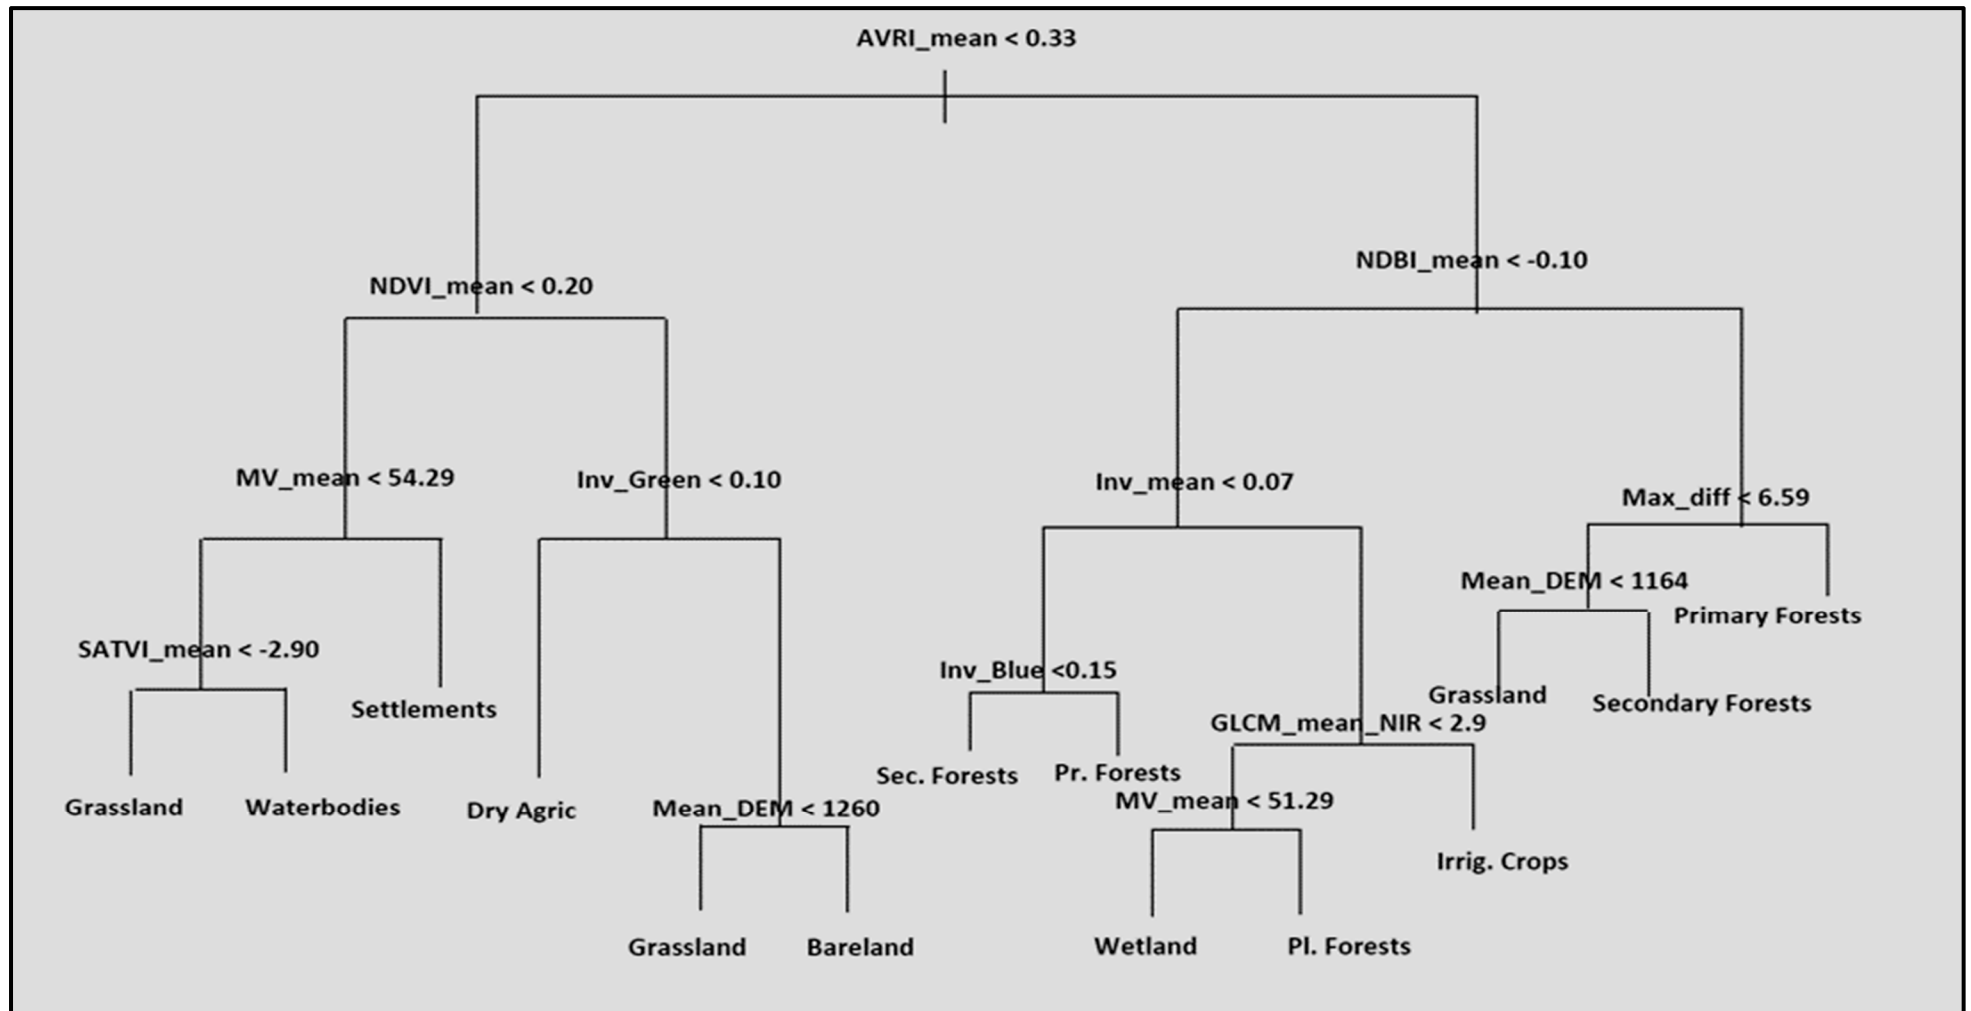 AVRI_mean < 0.33
NDBI_mean < -0.10
NDVI_mean < 0.20
MV_mean < 54.29
Inv_Green < 0.10
Inv_mean < 0.07
Max_diff < 6.59
Mean_DEM < 1164
Primary Forests
SATVI_mean < -2.90
Inv_Blue <0.15
Grassland
Secondary Forests
Settlements
GLCM_mean_NIR < 2.9
Sec. Forests
Pr. Forests
MV_mean < 51.29
Grassland
Waterbodies
Dry Agric
Mean_DEM < 1260
Irrig. Crops
Grassland
Bareland
Wetland
Pl. Forests